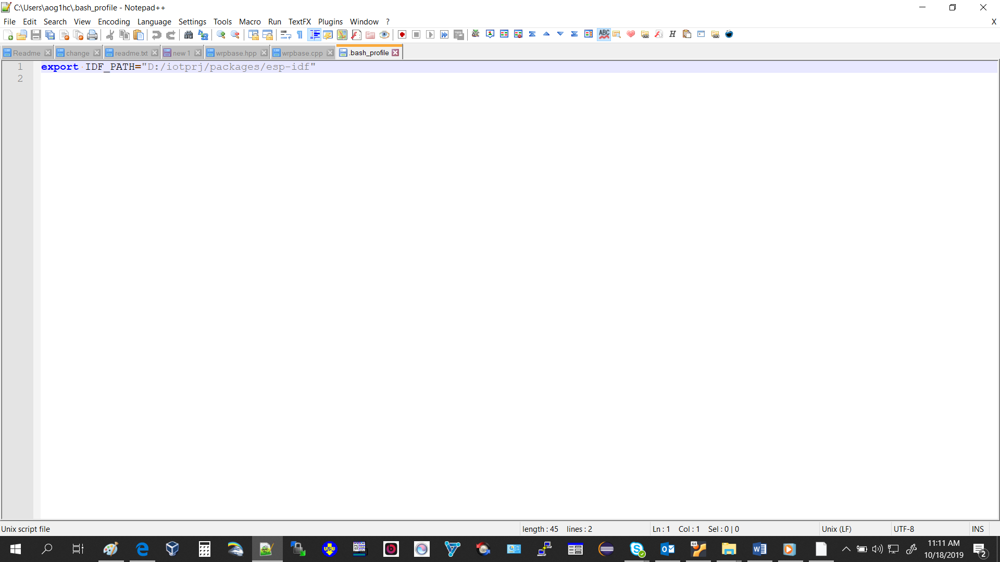 C:\Users\aog1hc\.bash_profile - Notepad++
File Edit Search View Encoding Language Settings Tools Macro Run TextFX Plugins Window ? X
Readme change readme.txt new 1 wrpbase.hpp wrpbase.cpp .bash_profile
1 export IDF_PATH="D:/iotprj/packages/esp-idf"
2
Unix script file length : 45 lines : 2 Ln : 1 Col : 1 Sel : 0 | 0 Unix (LF) UTF-8 INS
11:11 AM
10/18/2019
2